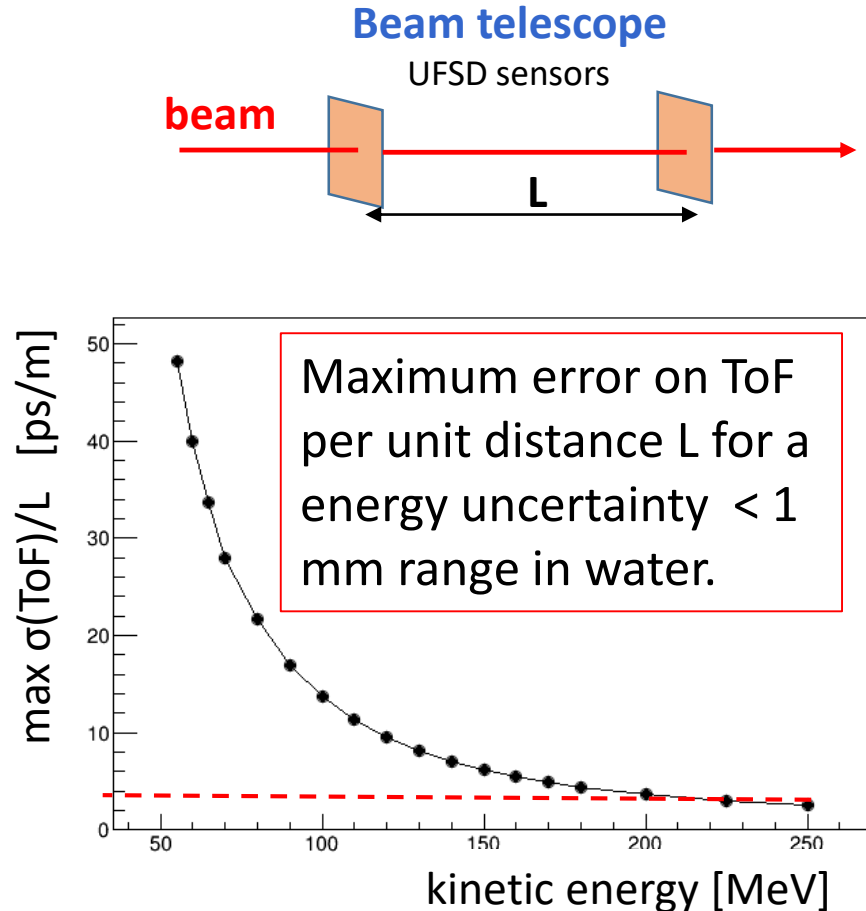 Beam telescope
UFSD sensors
beam
L
max σ(ToF)/L [ps/m]
50
40
30
20
10
0
Maximum error on ToF
per unit distance L for a
energy uncertainty < 1
mm range in water.
50 100 150 200 250
kinetic energy [MeV]